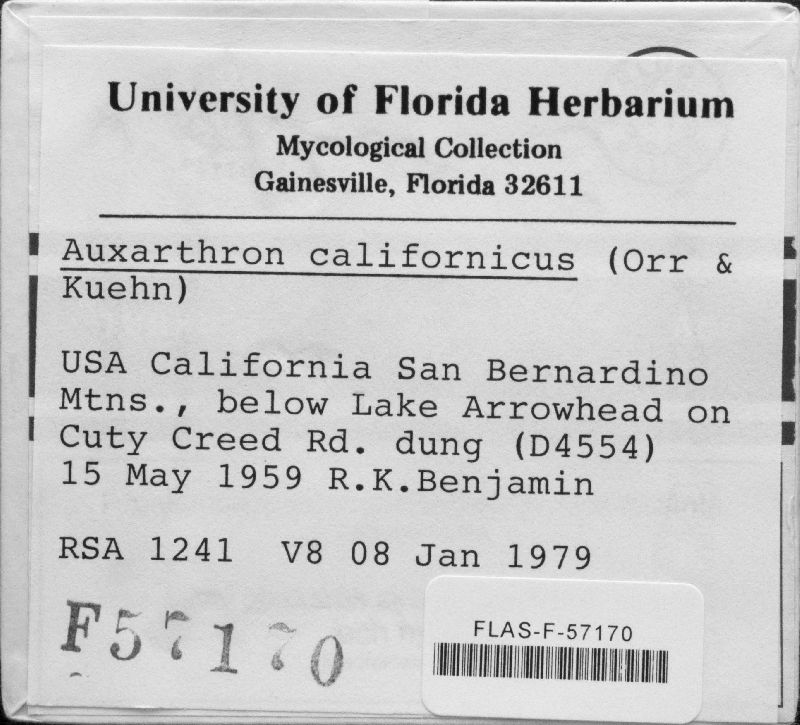 University of Florida Herbarium
Mycological Collection
Gainesville, Florida 32611
Auxarthron californicus (Orr &
Kuehn)
USA California San Bernardino
Mtns., below Lake Arrowhead on
Cuty Creed Rd. dung (D4554)
15 May 1959 R.K.Benjamin
RSA 1241 V8 08 Jan 1979
F57170
FLAS-F-57170